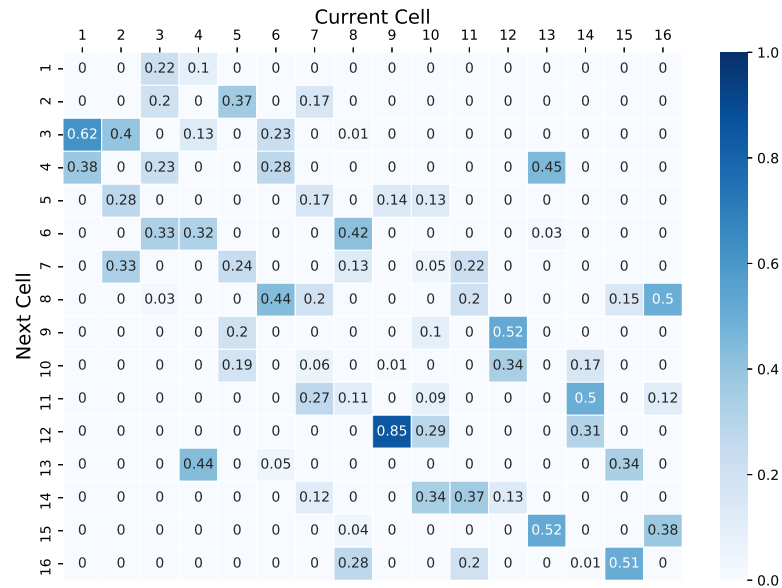 Current Cell
1 2 3 4 5 6 7 8 9 10 11 12 13 14 15 16
1 0 0 0.22 0.1 0 0 0 0 0 0 0 0 0 0 0 0
2 0 0 0.2 0 0.37 0 0.17 0 0 0 0 0 0 0 0 0
3 0.62 0.4 0 0.13 0 0.23 0 0.01 0 0 0 0 0 0 0 0
4 0.38 0 0.23 0 0 0.28 0 0 0 0 0 0 0.45 0 0 0
5 0 0.28 0 0 0 0 0.17 0 0.14 0.13 0 0 0 0 0 0
6 0 0 0.33 0.32 0 0 0 0.42 0 0 0 0 0.03 0 0 0
7 0 0.33 0 0 0.24 0 0 0.13 0 0.05 0.22 0 0 0 0 0
8 0 0 0.03 0 0 0.44 0.2 0 0 0 0.2 0 0 0 0.15 0.5
9 0 0 0 0 0.2 0 0 0 0 0.1 0 0.52 0 0 0 0
10 0 0 0 0 0.19 0 0.06 0 0.01 0 0 0.34 0 0.17 0 0
11 0 0 0 0 0 0 0.27 0.11 0 0.09 0 0 0 0.5 0 0.12
12 0 0 0 0 0 0 0 0 0.85 0.29 0 0 0 0.31 0 0
13 0 0 0 0.44 0 0.05 0 0 0 0 0 0 0 0 0.34 0
14 0 0 0 0 0 0 0.12 0 0 0.34 0.37 0.13 0 0 0 0
15 0 0 0 0 0 0 0 0.04 0 0 0 0 0.52 0 0 0.38
16 0 0 0 0 0 0 0 0.28 0 0 0.2 0 0 0.01 0.51 0
Next Cell
1.0
0.8
0.6
0.4
0.2
0.0